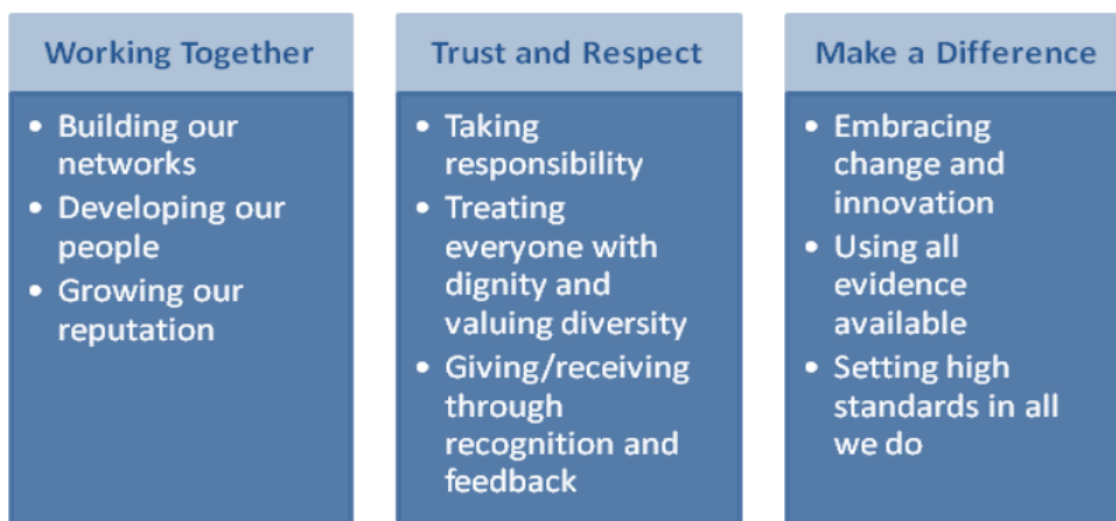 Working Together
• Building our
networks
• Developing our
people
• Growing our
reputation
Trust and Respect
• Taking
responsibility
• Treating
everyone with
dignity and
valuing diversity
• Giving/receiving
through
recognition and
feedback
Make a Difference
• Embracing
change and
innovation
• Using all
evidence
available
• Setting high
standards in all
we do